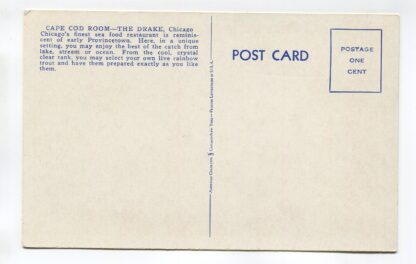 CAPE COD ROOM—THE DRAKE, Chicago
Chicago's finest sea food restaurant is reminis-
cent of early Provincetown. Here, in a unique
setting, you may enjoy the best of the catch from
lake, stream or ocean. From the cool, crystal
clear tank, you may select your own live rainbow
trout and have them prepared exactly as you like
them.
POST CARD
POSTAGE
ONE
CENT